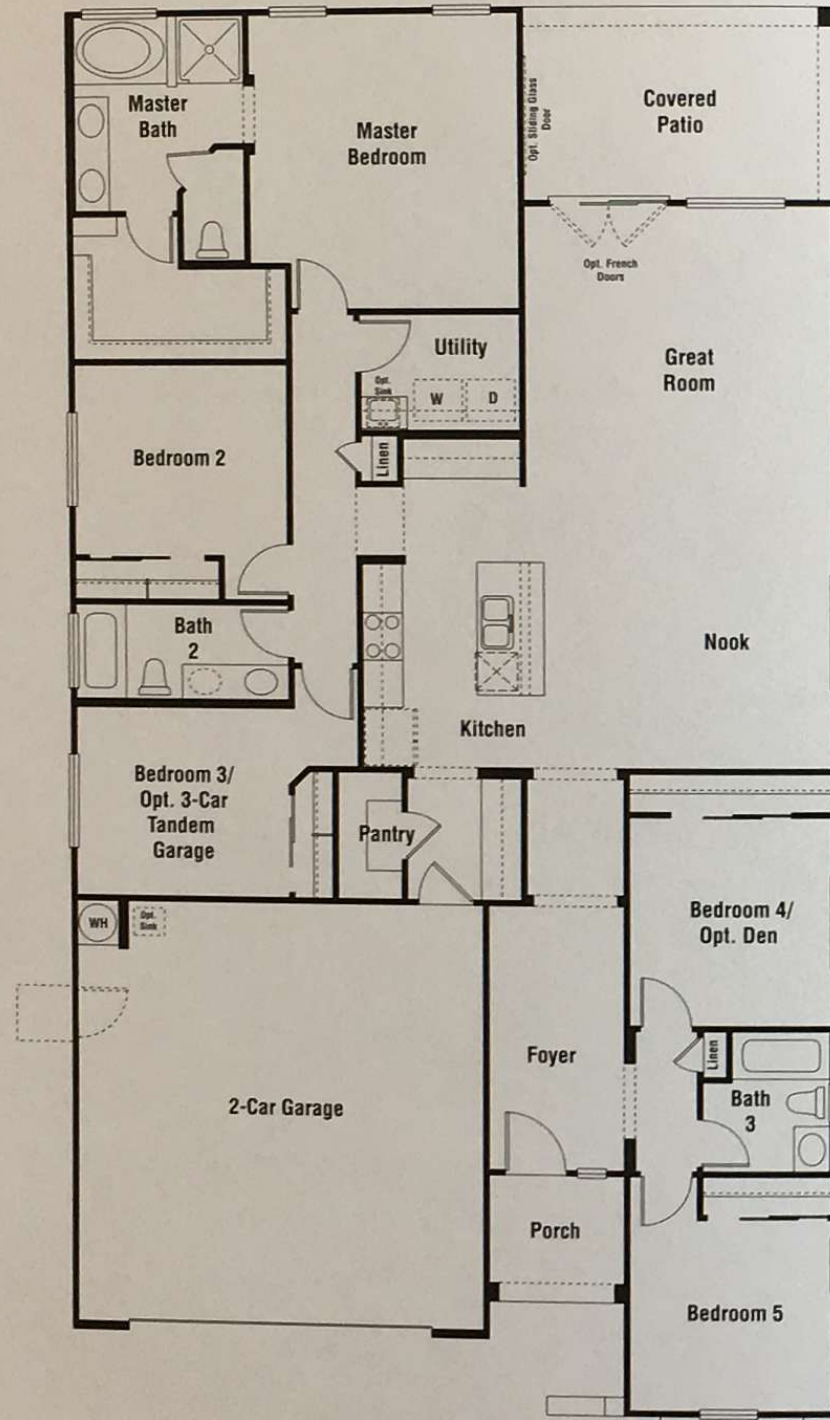 Master
Bath
Master
Bedroom
Opt. Sliding Glass
Door
Covered
Patio
Opt. French
Doors
Utility
Great
Room
Opt.
Sink
W
D
Bedroom 2
Linen
Bath
2
Nook
Kitchen
Bedroom 3/
Opt. 3-Car
Tandem
Garage
Pantry
WH
Opt.
Sink
Bedroom 4/
Opt. Den
Foyer
Linen
2-Car Garage
Bath
3
Porch
Bedroom 5